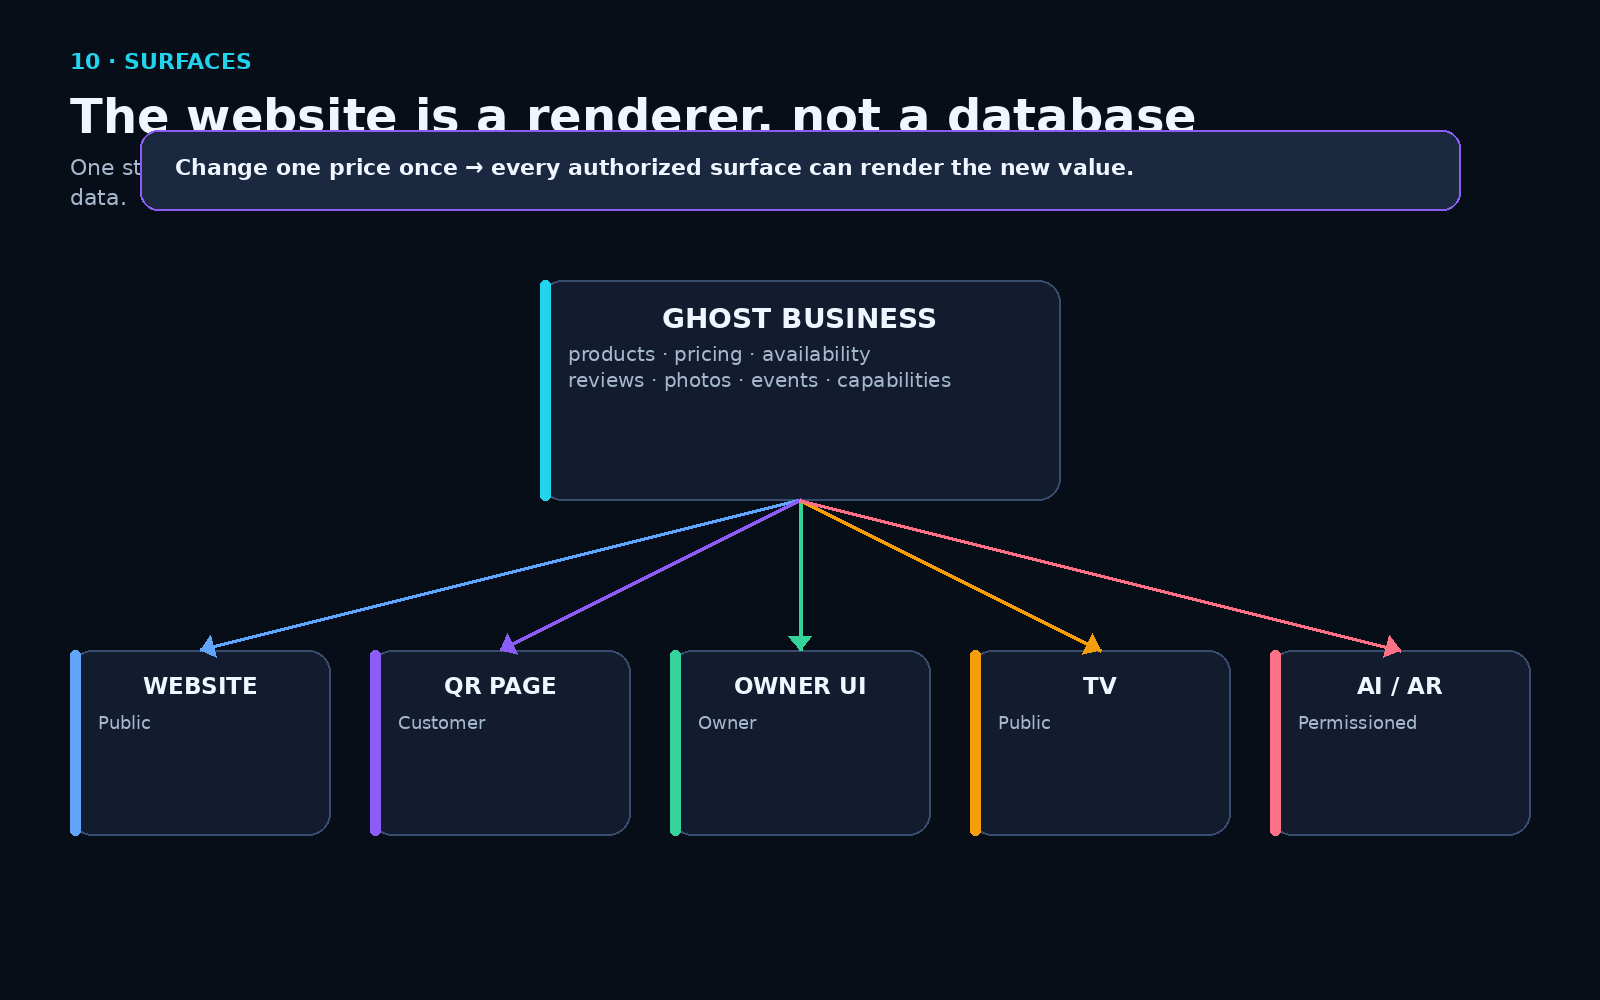 10 · SURFACES
The website is a renderer, not a database
One st
data.
Change one price once → every authorized surface can render the new value.
GHOST BUSINESS
products · pricing · availability
reviews · photos · events · capabilities
WEBSITE
Public
QR PAGE
Customer
OWNER UI
Owner
TV
Public
AI / AR
Permissioned